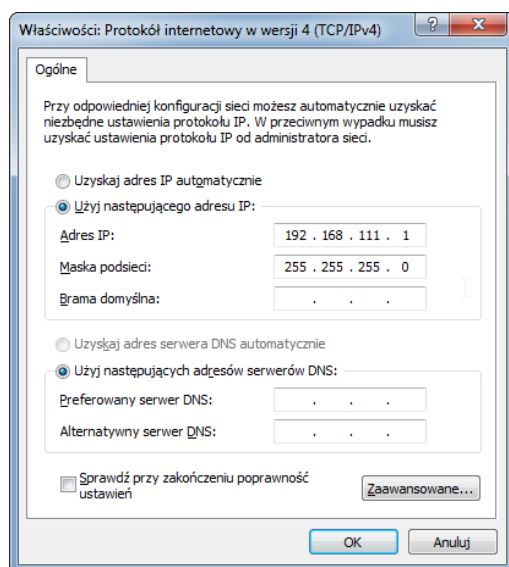 Właściwości: Protokół internetowy w wersji 4 (TCP/IPv4)
Ogólne
Przy odpowiedniej konfiguracji sieci możesz automatycznie uzyskać
niezbędne ustawienia protokołu IP. W przeciwnym wypadku musisz
uzyskać ustawienia protokołu IP od administratora sieci.
Uzyskaj adres IP automatycznie
Użyj następującego adresu IP:
Adres IP: 192 . 168 . 111 . 1
Maska podsieci: 255 . 255 . 255 . 0
Brama domyślna: . . .
Uzyskaj adres serwera DNS automatycznie
Użyj następujących adresów serwerów DNS:
Preferowany serwer DNS: . . .
Alternatywny serwer DNS: . . .
Sprawdź przy zakończeniu poprawność
ustawień
Zaawansowane...
OK Anuluj